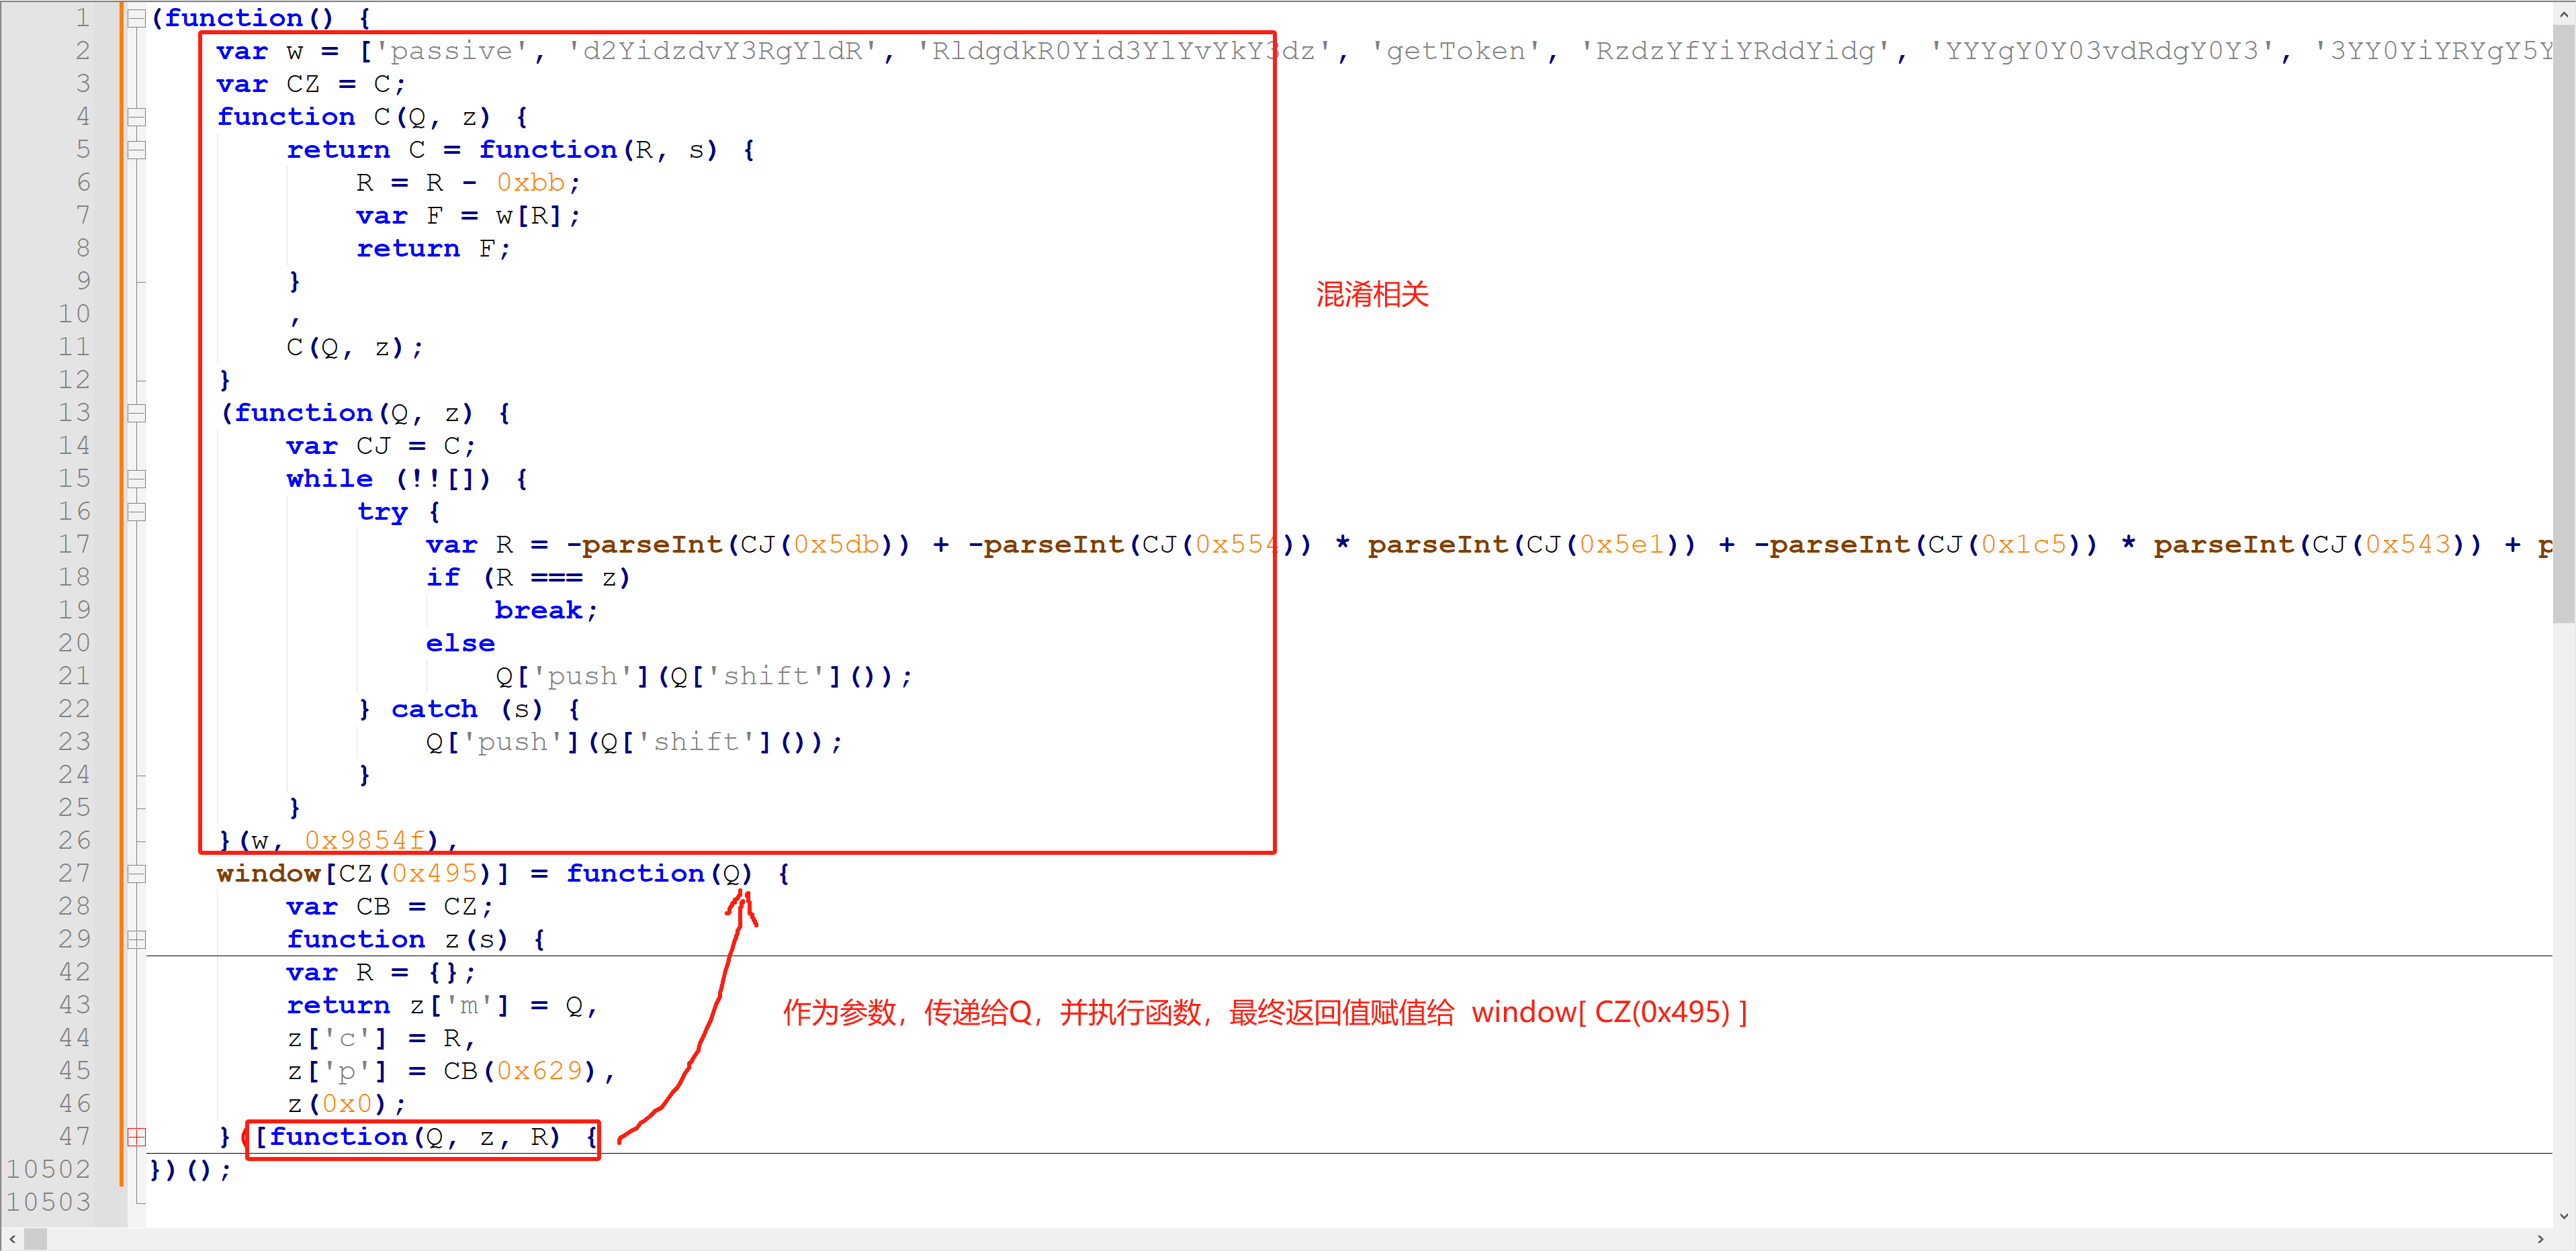 1 (function() {
2 var w = ['passive', 'd2YidzdvY3RgYldR', 'RldgdkR0Yid3YlYvYkY3dz', 'getToken', 'RzdzYfYiYRddYidg', 'YYYgY0Y03vdRdgY0Y3', '3YY0YiYRYgY5Y
3 var CZ = C;
4 function C(Q, z) {
5 return C = function(R, s) {
6 R = R - 0xbb;
7 var F = w[R];
8 return F;
9 }
10 ,
11 C(Q, z);
12 }
13 (function(Q, z) {
14 var CJ = C;
15 while (!![]) {
16 try {
17 var R = -parseInt(CJ(0x5db)) + -parseInt(CJ(0x554)) * parseInt(CJ(0x5e1)) + -parseInt(CJ(0x1c5)) * parseInt(CJ(0x543)) + p
18 if (R === z)
19 break;
20 else
21 Q['push'](Q['shift']());
22 } catch (s) {
23 Q['push'](Q['shift']());
24 }
25 }
26 }(w, 0x9854f),
混淆相关
27 window[CZ(0x495)] = function(Q) {
28 var CB = CZ;
29 function z(s) {
42 var R = {};
43 return z['m'] = Q,
44 z['c'] = R,
45 z['p'] = CB(0x629),
46 z(0x0);
47 }([function(Q, z, R) {
作为参数，传递给Q，并执行函数，最终返回值赋值给 window[ CZ(0x495) ]
10502 })();
10503